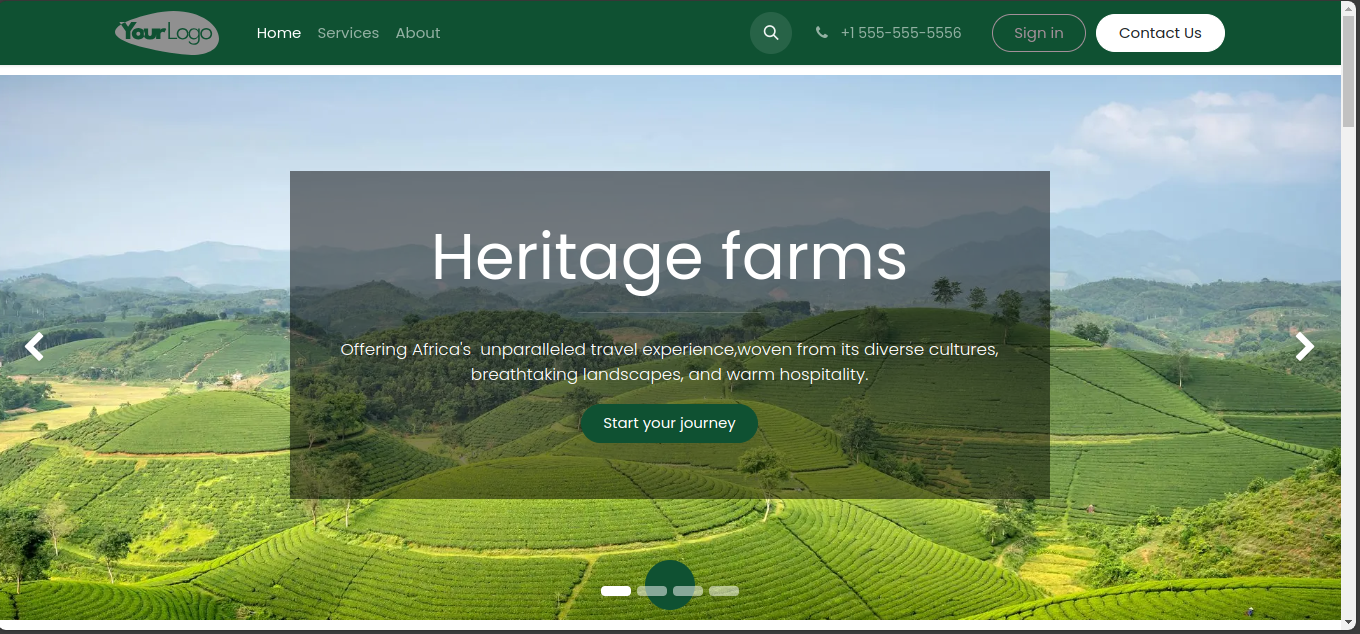 YourLogo
Home Services About
+1 555-555-5556
Sign in
Contact Us
Heritage farms
Offering Africa's  unparalleled travel experience,woven from its diverse cultures,
breathtaking landscapes, and warm hospitality.
Start your journey